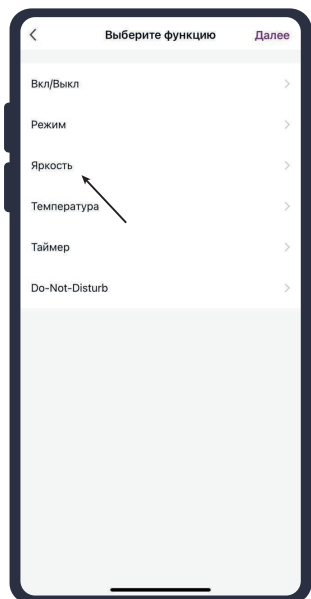 Выберите функцию Далее
Вкл/Выкл
Режим
Яркость
Температура
Таймер
Do-Not-Disturb